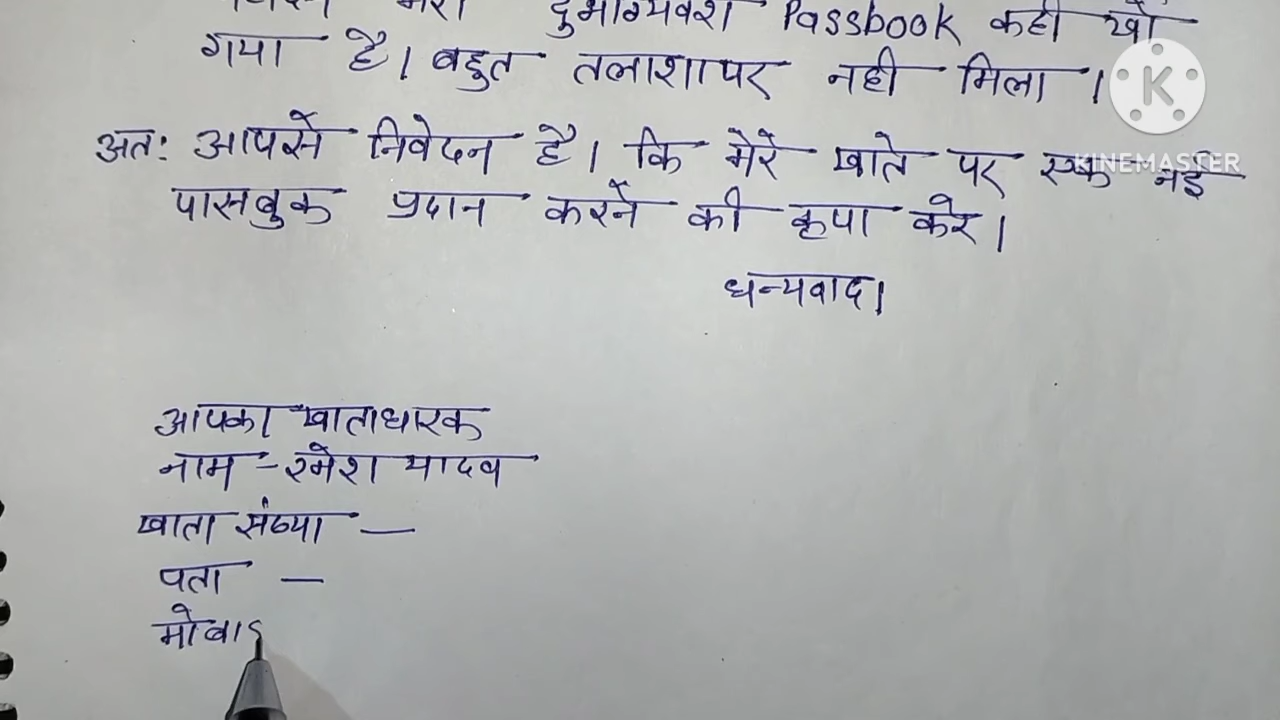 मेरा दुर्भाग्यवश Passbook कही खो
गया है। बहुत तलाशापर नही मिला ।
K
KINEMASTER
अतः आपसे निवेदन है। कि मेरे खाते पर एक नई
पासबुक प्रदान करने की कृपा करे।
धन्यवाद।
आपका खाताधारक
नाम - रमेश यादव
खाता संख्या —
पता —
मोबा